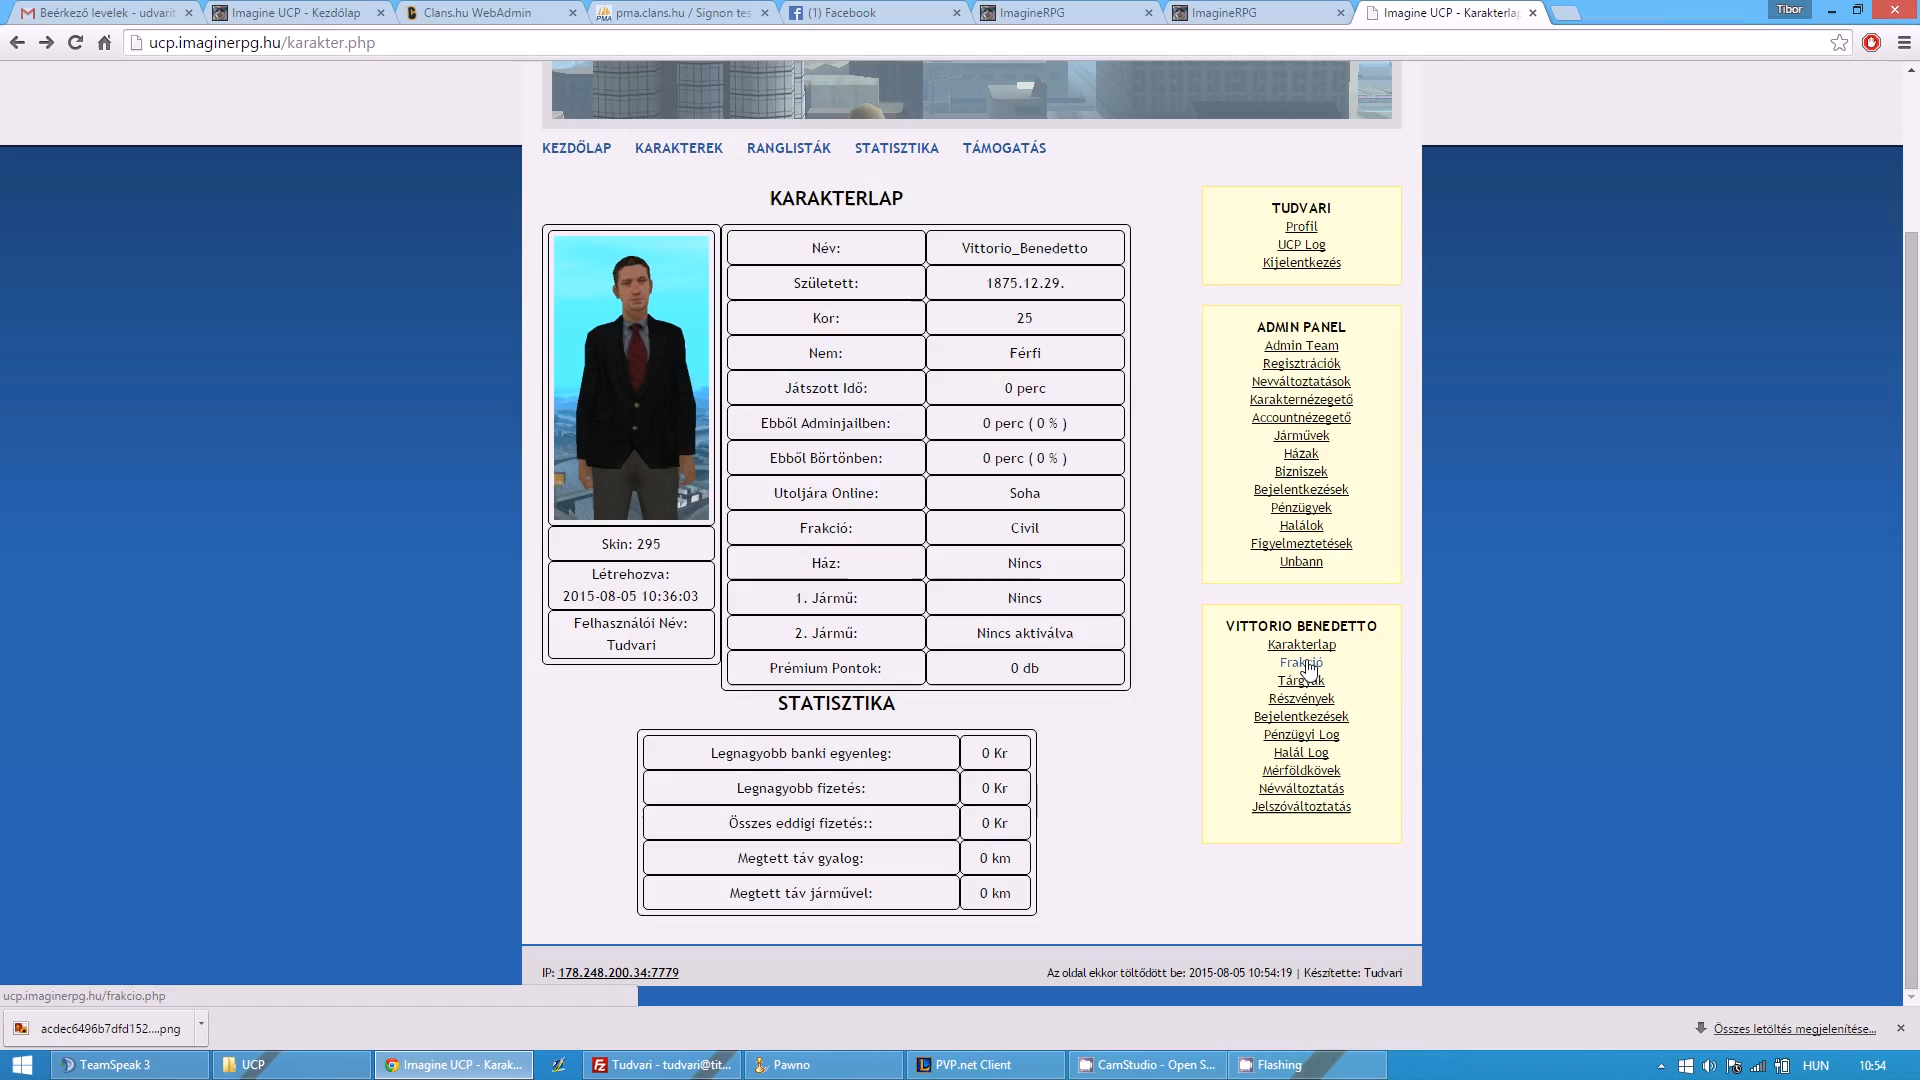 Beérkező levelek - udvarit
Imagine UCP - Kezdőlap
Clans.hu WebAdmin
pma.clans.hu / Signon tes
(1) Facebook
ImagineRPG
ImagineRPG
Imagine UCP - Karakterlap
Tibor
ucp.imaginerpg.hu/karakter.php
KEZDŐLAP KARAKTEREK RANGLISTÁK STATISZTIKA TÁMOGATÁS
KARAKTERLAP
Skin: 295
Létrehozva:
2015-08-05 10:36:03
Felhasználói Név:
Tudvari
Név: Vittorio_Benedetto
Született: 1875.12.29.
Kor: 25
Nem: Férfi
Játszott Idő: 0 perc
Ebből Adminjailben: 0 perc ( 0 % )
Ebből Börtönben: 0 perc ( 0 % )
Utoljára Online: Soha
Frakció: Civil
Ház: Nincs
1. Jármű: Nincs
2. Jármű: Nincs aktiválva
Prémium Pontok: 0 db
STATISZTIKA
Legnagyobb banki egyenleg: 0 Kr
Legnagyobb fizetés: 0 Kr
Összes eddigi fizetés:: 0 Kr
Megtett táv gyalog: 0 km
Megtett táv járművel: 0 km
TUDVARI
Profil
UCP Log
Kijelentkezés
ADMIN PANEL
Admin Team
Regisztrációk
Nevváltoztatások
Karakternézegető
Accountnézegető
Járművek
Házak
Bizniszek
Bejelentkezések
Pénzügyek
Halálok
Figyelmeztetések
Unbann
VITTORIO BENEDETTO
Karakterlap
Frakció
Tárgyak
Részvények
Bejelentkezések
Pénzügyi Log
Halál Log
Mérföldkövek
Névváltoztatás
Jelszóváltoztatás
IP: 178.248.200.34:7779
Az oldal ekkor töltődött be: 2015-08-05 10:54:19 | Készítette: Tudvari
ucp.imaginerpg.hu/frakcio.php
acdec6496b7dfd152....png
Összes letöltés megjelenítése...
TeamSpeak 3
UCP
Imagine UCP - Karak...
Tudvari - tudvari@tit...
Pawno
PVP.net Client
CamStudio - Open S...
Flashing
HUN
10:54